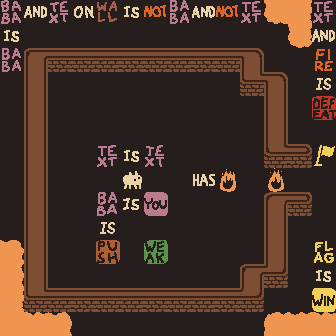 BABA AND TEXT ON WALL IS NOT BABA AND NOT TEXT TEXT
IS AND
BABA FIRE
IS
DEFEAT
TEXT IS TEXT
HAS
BABA IS YOU
IS
PUSH WEAK FLAG
IS
WIN